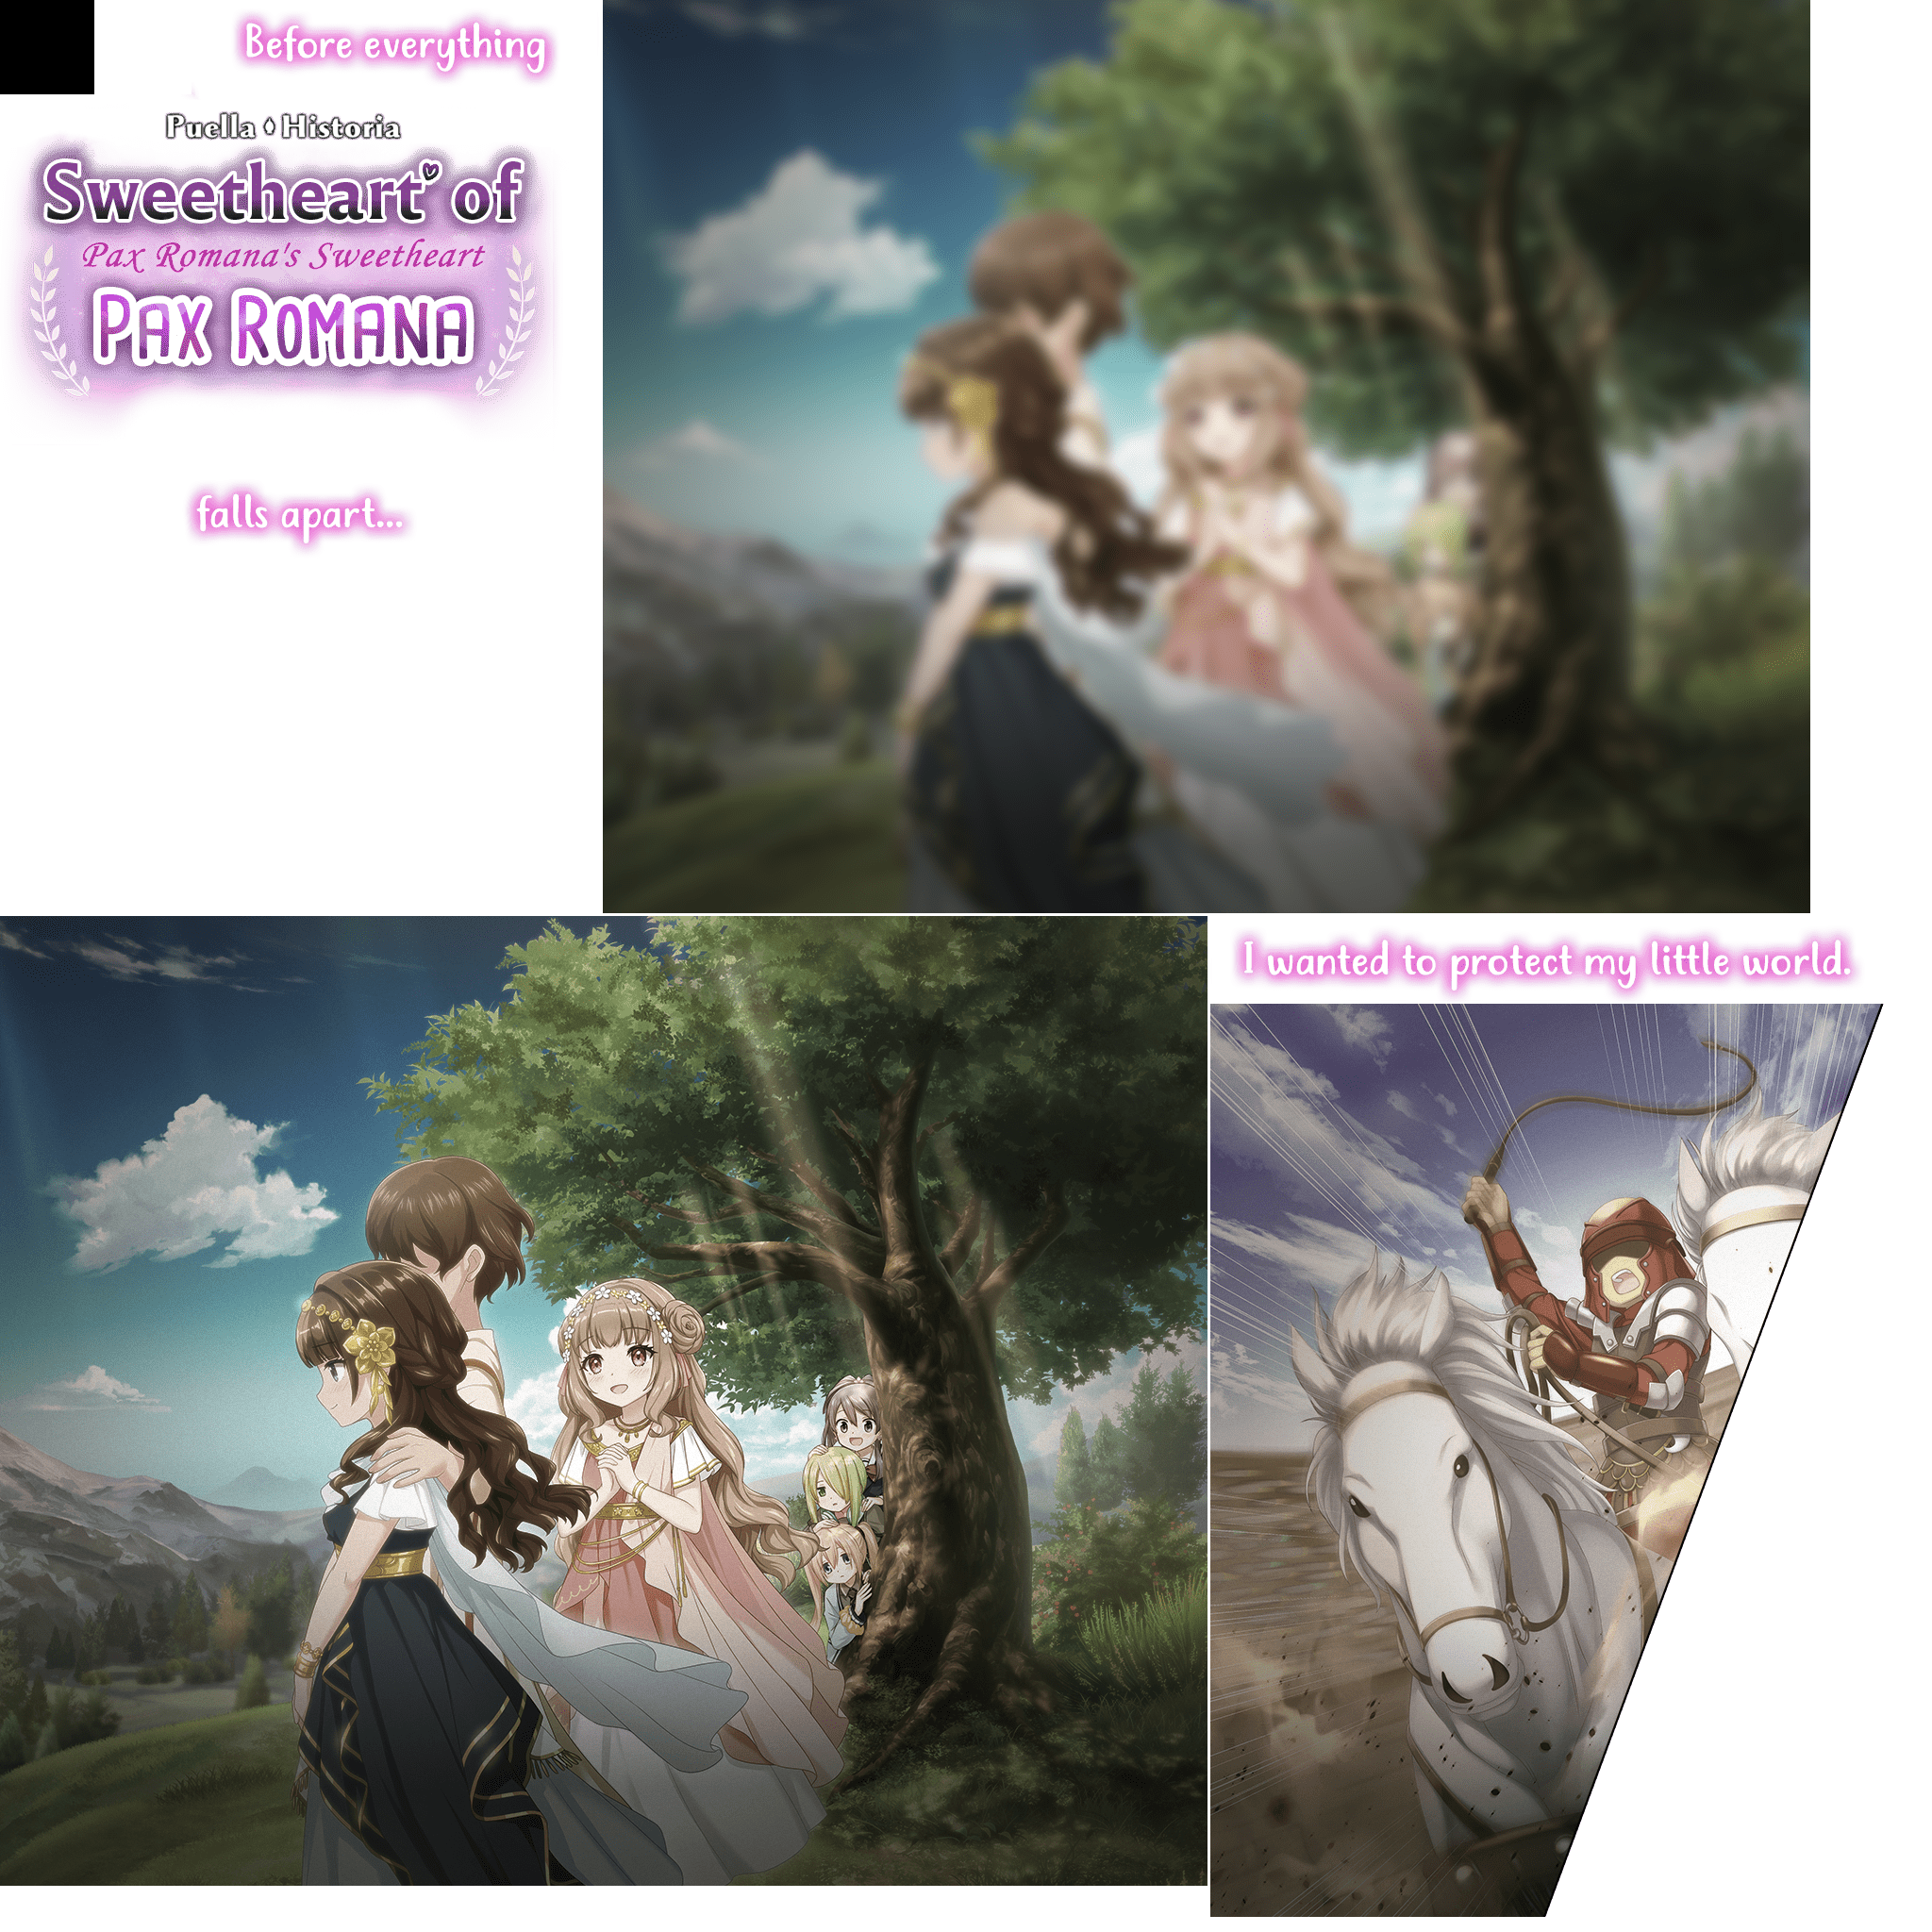 Before everything
Puella Historia
Sweetheart of
Pax Romana's Sweetheart
PAX ROMANA
falls apart...
I wanted to protect my little world.